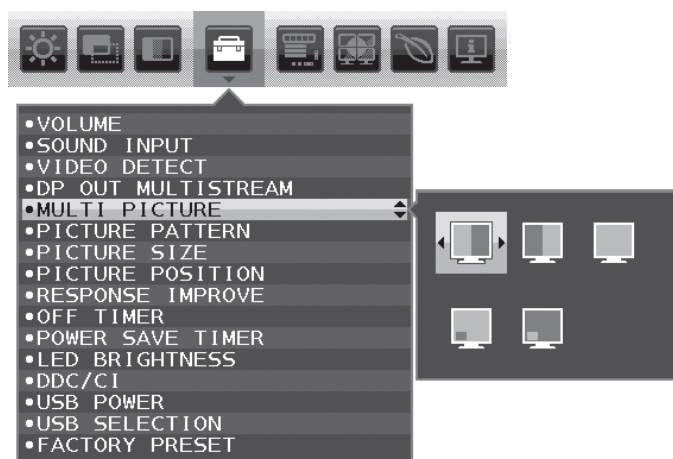 •VOLUME
•SOUND INPUT
•VIDEO DETECT
•DP OUT MULTISTREAM
•MULTI PICTURE
•PICTURE PATTERN
•PICTURE SIZE
•PICTURE POSITION
•RESPONSE IMPROVE
•OFF TIMER
•POWER SAVE TIMER
•LED BRIGHTNESS
•DDC/CI
•USB POWER
•USB SELECTION
•FACTORY PRESET